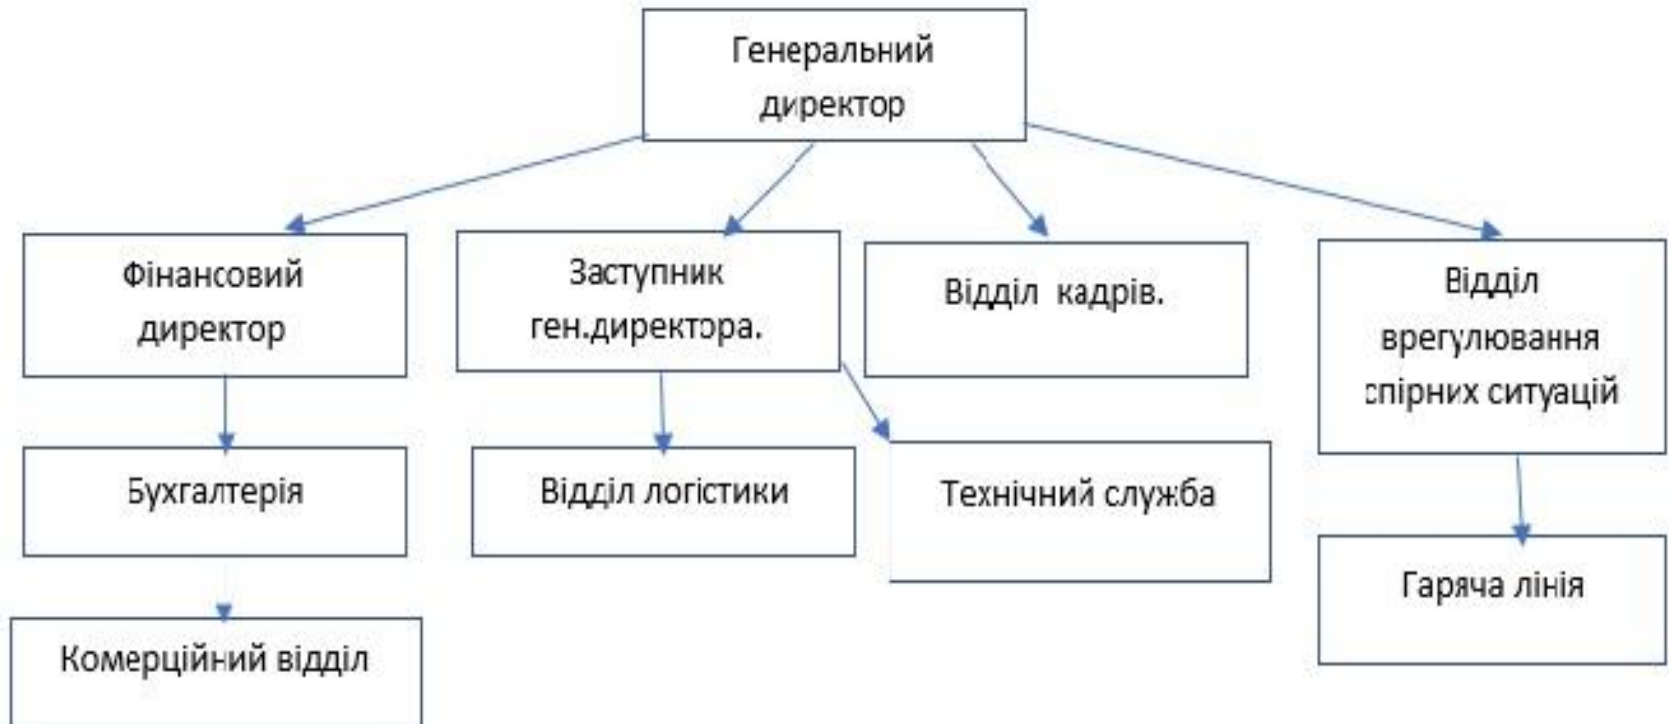 Генеральний
директор
Фінансовий
директор
Заступник
ген.директора.
Відділ кадрів.
Відділ
врегулювання
спірних ситуацій
Бухгалтерія
Відділ логістики
Технічний служба
Гаряча лінія
Комерційний відділ